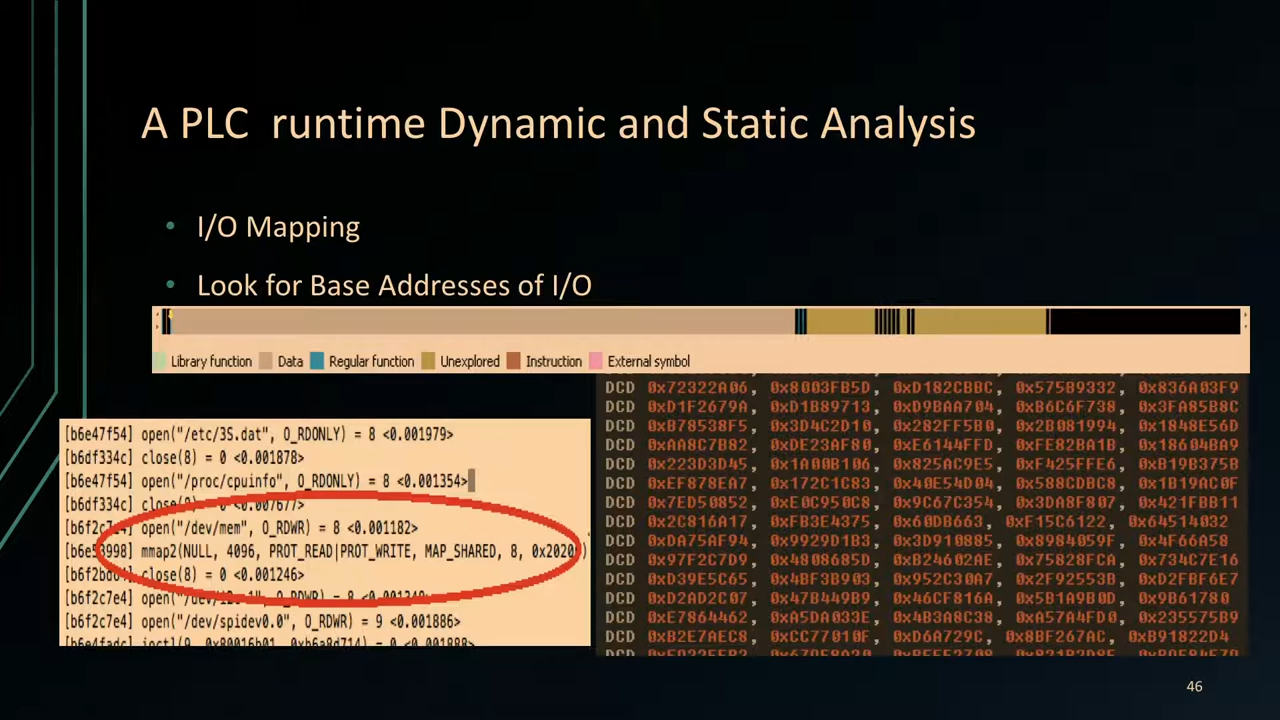 A PLC runtime Dynamic and Static Analysis
• I/O Mapping
• Look for Base Addresses of I/O
Library function Data Regular function Unexplored Instruction External symbol
[b6e47f54] open("/etc/3S.dat", O_RDONLY) = 8 <0.001979>
[b6df334c] close(8) = 0 <0.001878>
[b6e47f54] open("/proc/cpuinfo", O_RDONLY) = 8 <0.001354>
[b6df334c] = 0
open("/dev/mem", O_RDWR) = 8 <0.001182>
mmap2(NULL, 4096, PROT_READ|PROT_WRITE, MAP_SHARED, 8,
close(8) = 0 <0.001246>
[b6f2c7e4] O_RDWR) = 8
[b6f2c7e4] open("/dev/spidev0.0", O_RDWR) = 9 <0.001886>
DCD 0x72322A06, 0x8003FB5D, 0xD182CBBC, 0x575B9332, 0x836A03F9
DCD 0xD1F2679A, 0xD1B89713, 0xD9BAA704, 0xB6C6F738, 0x3FA85B8C
DCD 0xB78538F5, 0x3D4C2D10, 0x282FF5B0, 0x2B081994, 0x1848E56D
DCD 0xAA8C7B82, 0xDE23AF80, 0xE6144FFD, 0xFE82BA1B, 0x18604BA9
DCD 0x223D3D45, 0x1A00B106, 0x825AC9E5, 0xF425FFE6, 0xB19B375B
DCD 0xEF878EA7, 0x172C1C83, 0x40E54D04, 0x588CDBC8, 0x1B19AC0F
DCD 0x7ED50852, 0xE0C950C8, 0x9C67C354, 0x3DA8F807, 0x421FBB11
DCD 0x2C816A17, 0xFB3E4375, 0x60DB663, 0xF15C6122, 0x64514032
DCD 0xDA75AF94, 0x9929D1B3, 0x3D910885, 0x8984059F, 0x4F66A58
DCD 0x97F2C7D9, 0x4808685D, 0xB24602AE, 0x75828FCA, 0x734C7E16
DCD 0xD39E5C65, 0x4BF3B903, 0x952C30A7, 0x2F92553B, 0xD2FBF6E7
DCD 0xD2AD2C07, 0x47B449B9, 0x46CF816A, 0x5B1A9B0D, 0x9B61780
DCD 0xE7864462, 0xA5DA033E, 0x4B3A8C38, 0xA57A4FD0, 0x235575B9
DCD 0xB2E7AEC8, 0xCC77010F, 0xD6A729C, 0x8BF267AC, 0xB91822D4
46